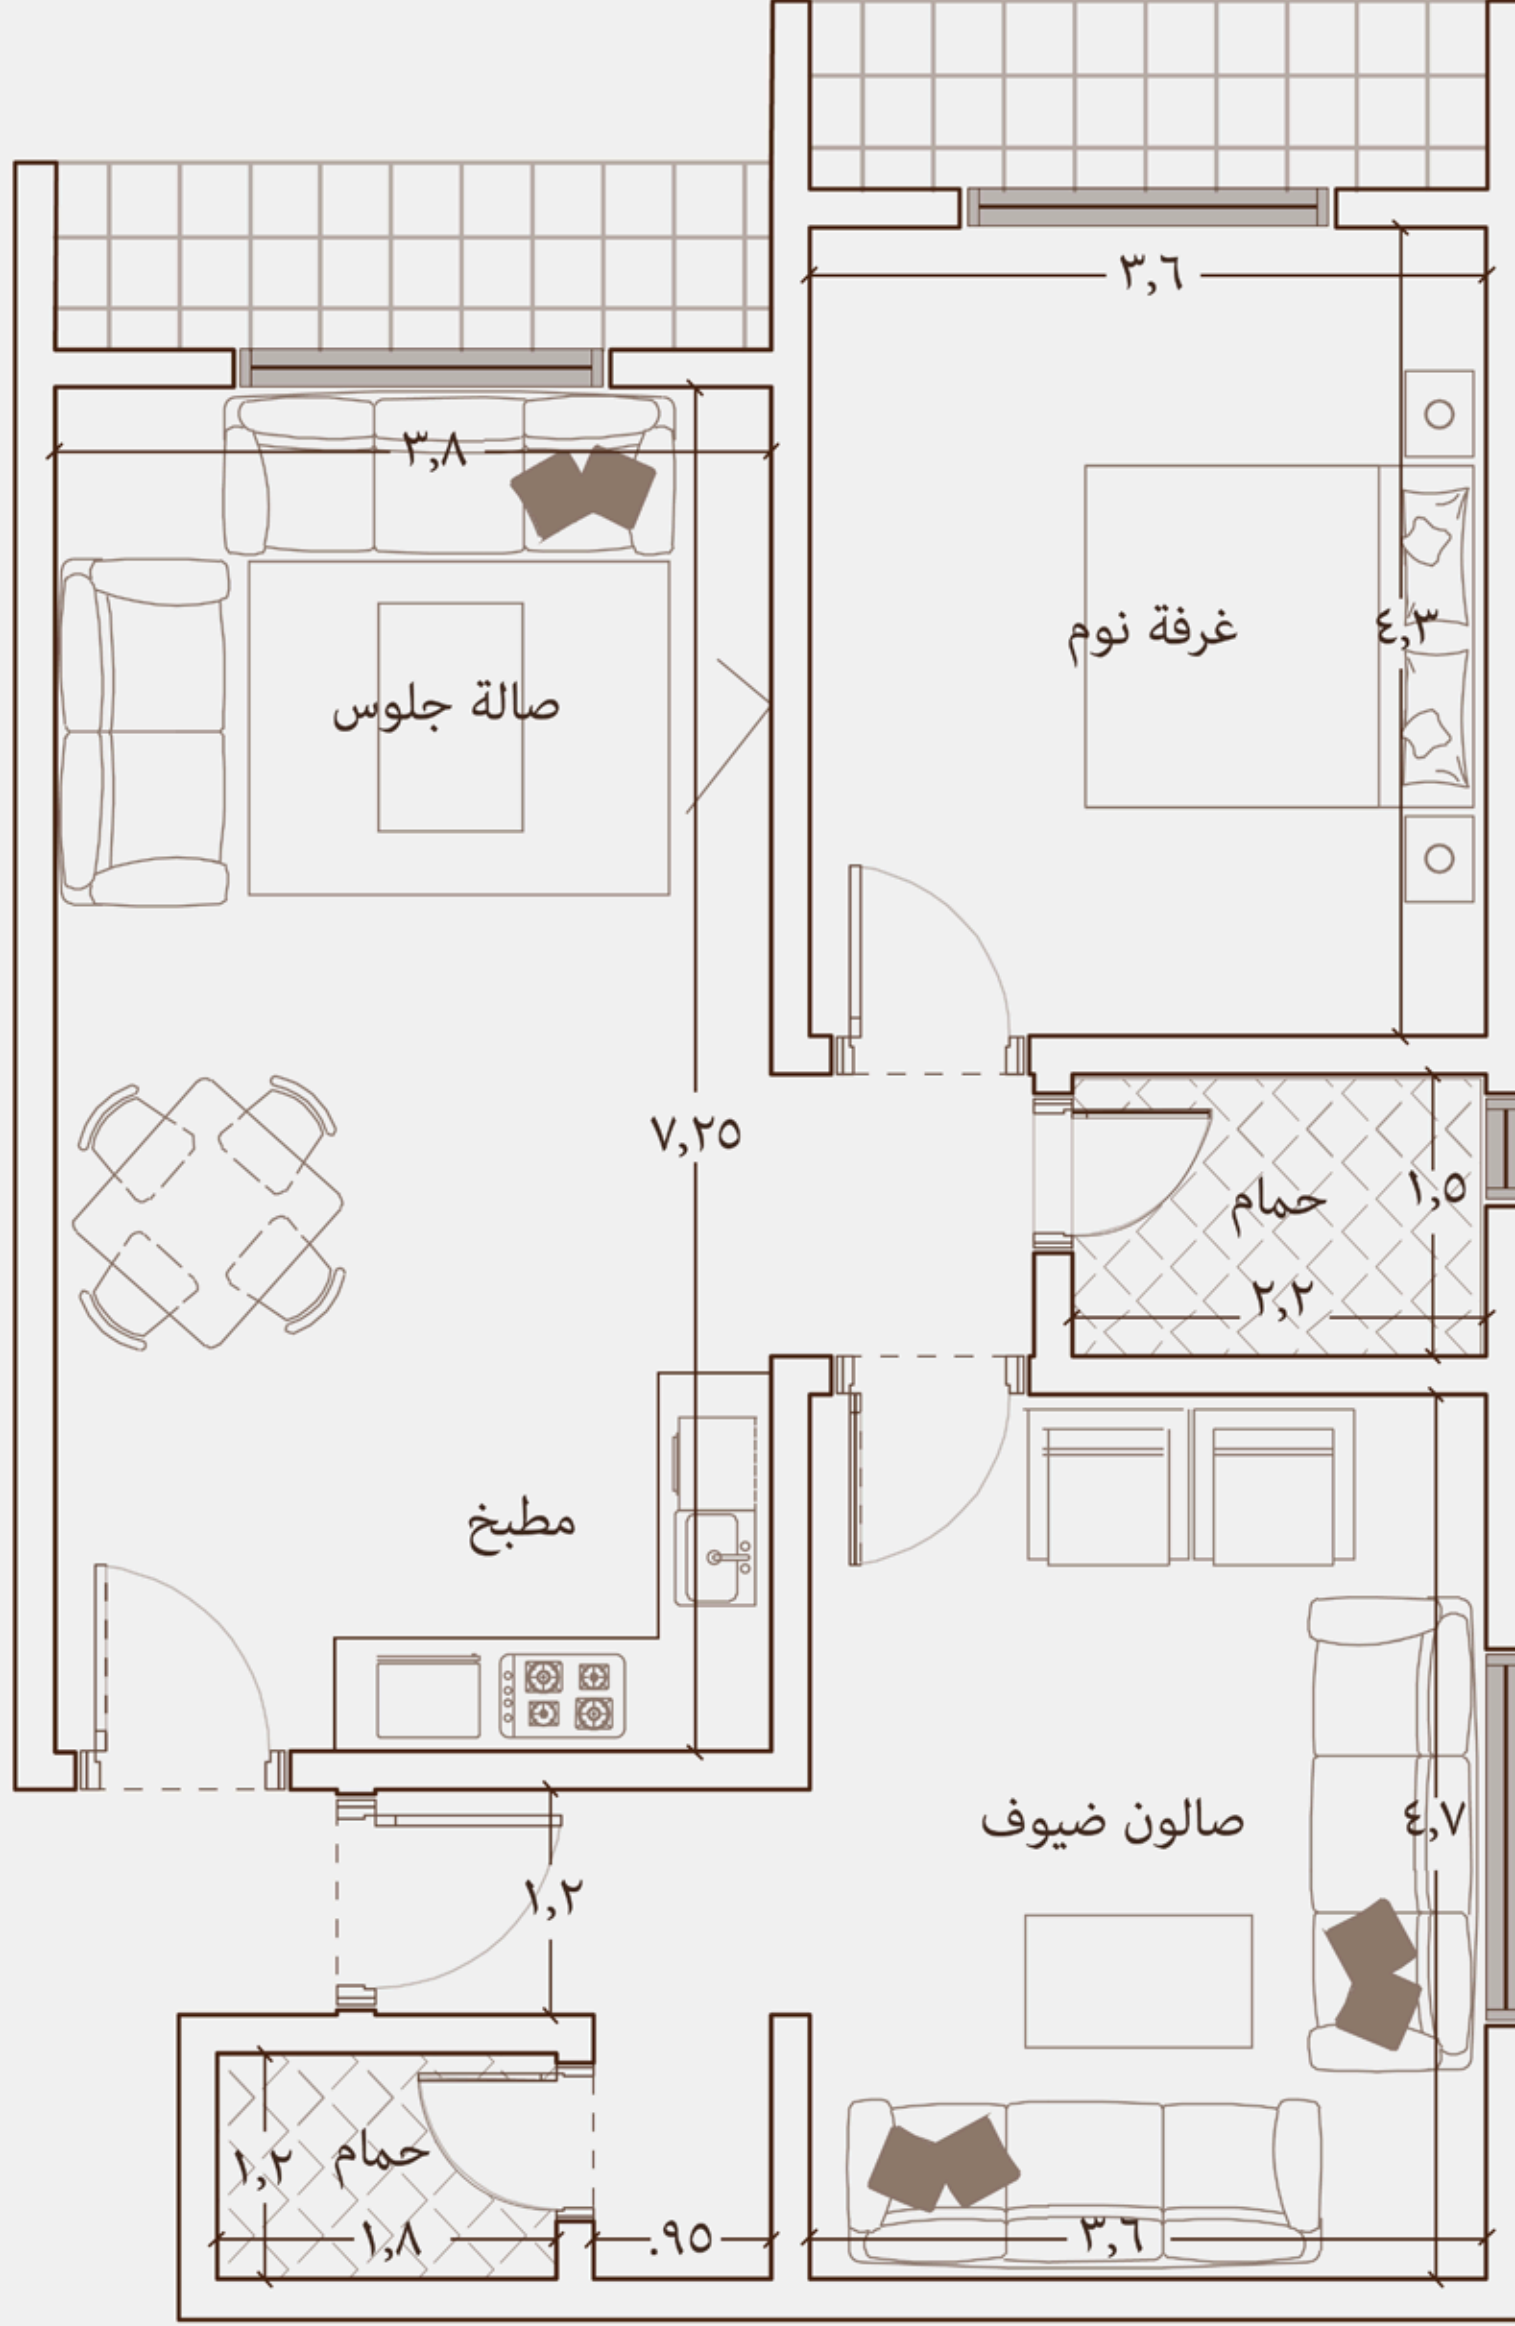 ٣,٦
٣,٨
غرفة نوم
٤,٣
صالة جلوس
٧,٢٥
حمام
١,٥
٢,٢
مطبخ
صالون ضيوف
٤,٧
١,٢
حمام
١,٢
١,٨
.٩٥
٣,٦